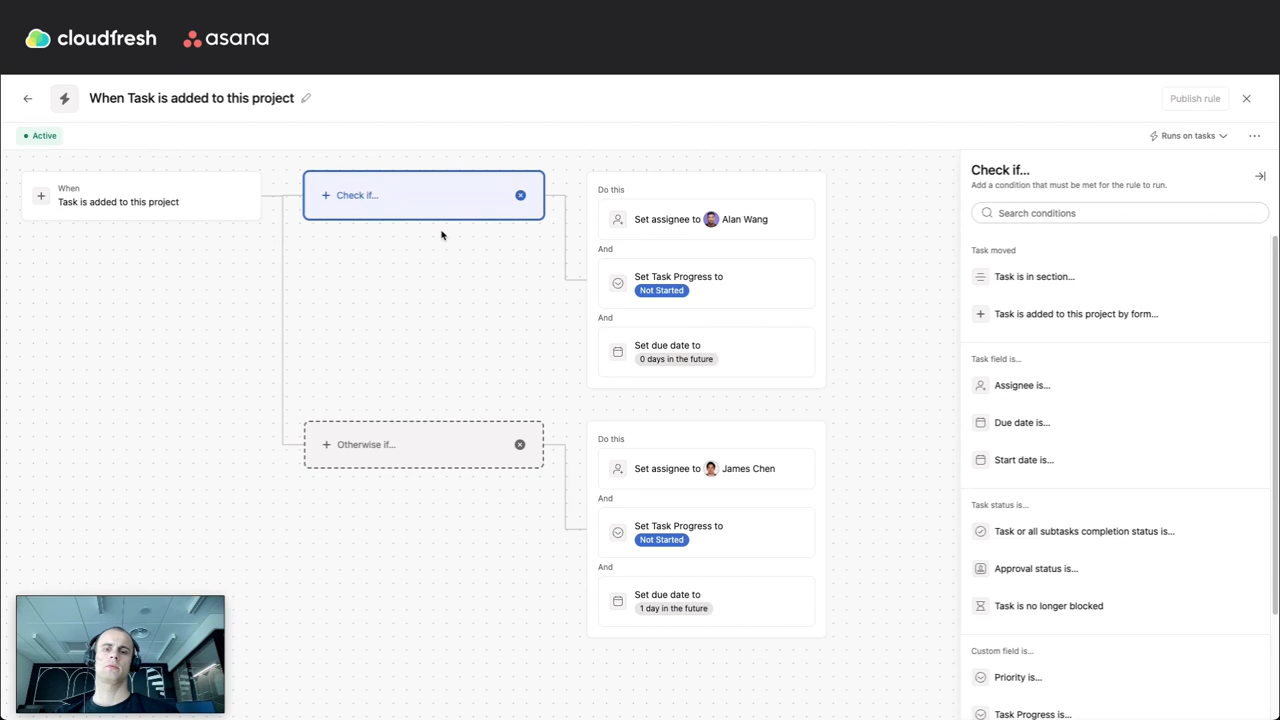 cloudfresh asana
When Task is added to this project
Publish rule
Active
Runs on tasks
When
Task is added to this project
Check if...
Do this
Set assignee to Alan Wang
And
Set Task Progress to
Not Started
And
Set due date to
0 days in the future
Otherwise if...
Do this
Set assignee to James Chen
And
Set Task Progress to
Not Started
And
Set due date to
1 day in the future
Check if...
Add a condition that must be met for the rule to run.
Search conditions
Task moved
Task is in section...
Task is added to this project by form...
Task field is...
Assignee is...
Due date is...
Start date is...
Task status is...
Task or all subtasks completion status is...
Approval status is...
Task is no longer blocked
Custom field is...
Priority is...
Task Progress is...